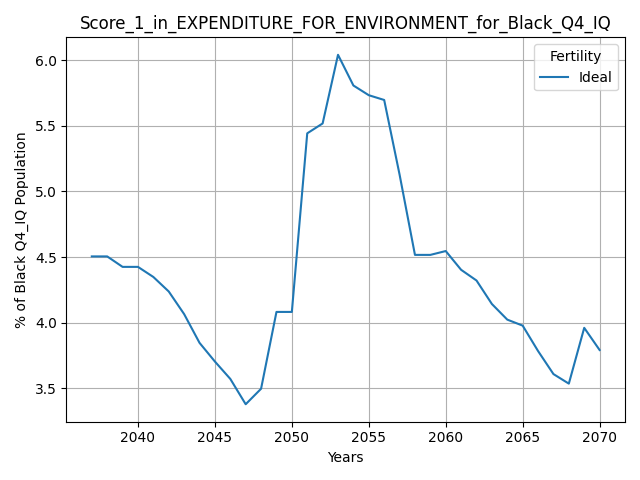 Score_1_in_EXPENDITURE_FOR_ENVIRONMENT_for_Black_Q4_IQ
Fertility
Ideal
% of Black Q4_IQ Population
6.0
5.5
5.0
4.5
4.0
3.5
2040 2045 2050 2055 2060 2065 2070
Years